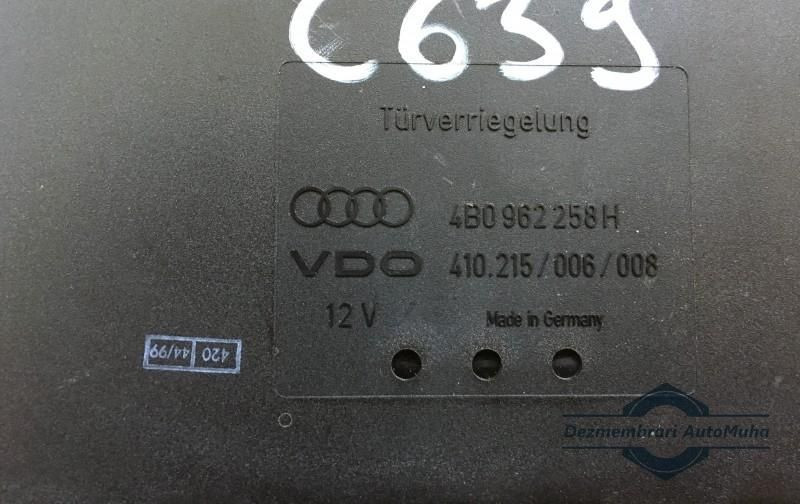 C639
Türverriegelung
4B0 962 258 H
VDO 410.215/006/008
12 V Made in Germany
420 44/99
Dezmembrari AutoMuha